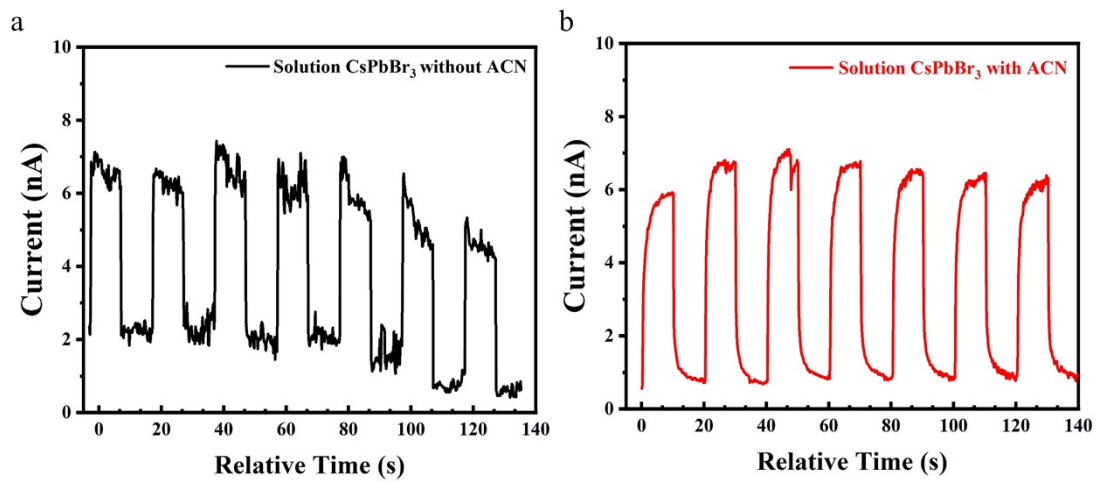 a
10
8
6
4
2
0
Current (nA)
Solution CsPbBr₃ without ACN
0 20 40 60 80 100 120 140
Relative Time (s)
b
10
8
6
4
2
0
Current (nA)
Solution CsPbBr₃ with ACN
0 20 40 60 80 100 120 140
Relative Time (s)